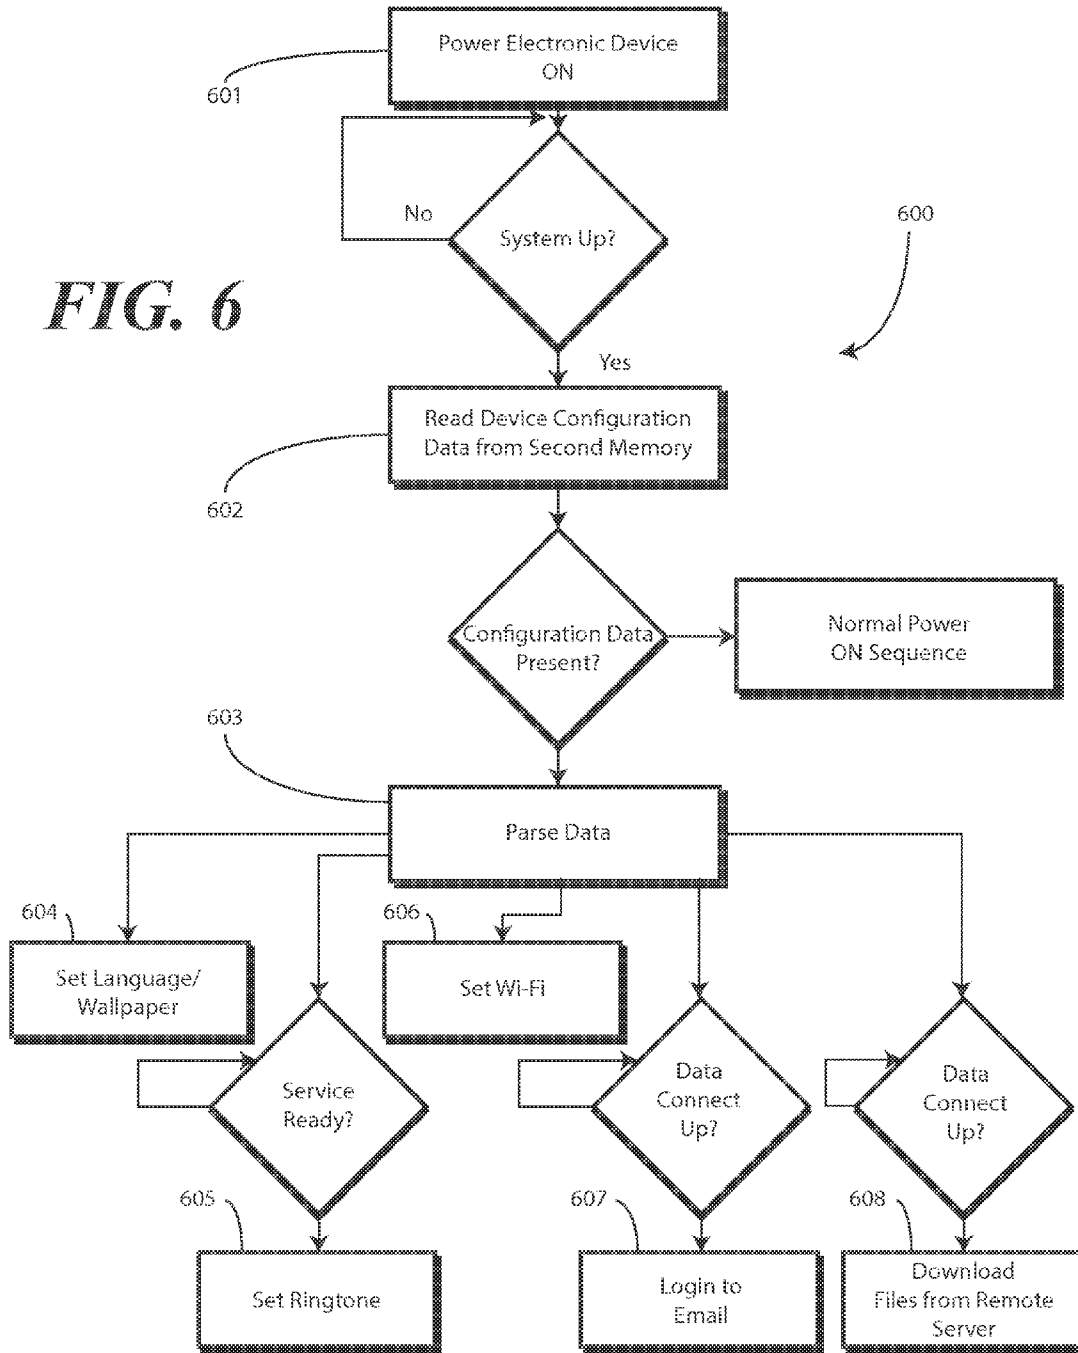 Power Electronic Device
ON
601
No
System Up?
600
FIG. 6
Yes
Read Device Configuration
Data from Second Memory
602
Configuration Data
Present?
Normal Power
ON Sequence
603
Parse Data
604
Set Language/
Wallpaper
606
Set Wi-Fi
Service
Ready?
Data
Connect
Up?
Data
Connect
Up?
605
Set Ringtone
607
Login to
Email
608
Download
Files from Remote
Server